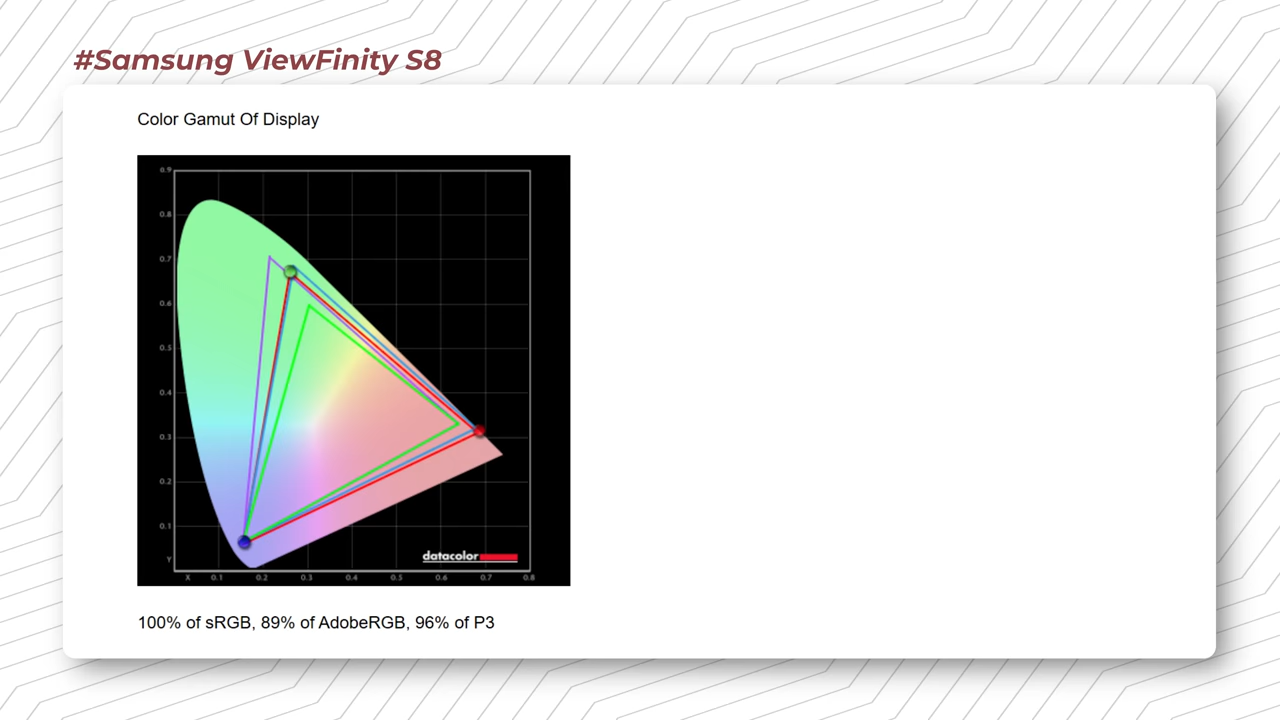 #Samsung ViewFinity S8
Color Gamut Of Display
0.9
0.8
0.7
0.6
0.5
0.4
0.3
0.2
0.1
Y
X 0.1 0.2 0.3 0.4 0.5 0.6 0.7 0.8
datacolor
100% of sRGB, 89% of AdobeRGB, 96% of P3